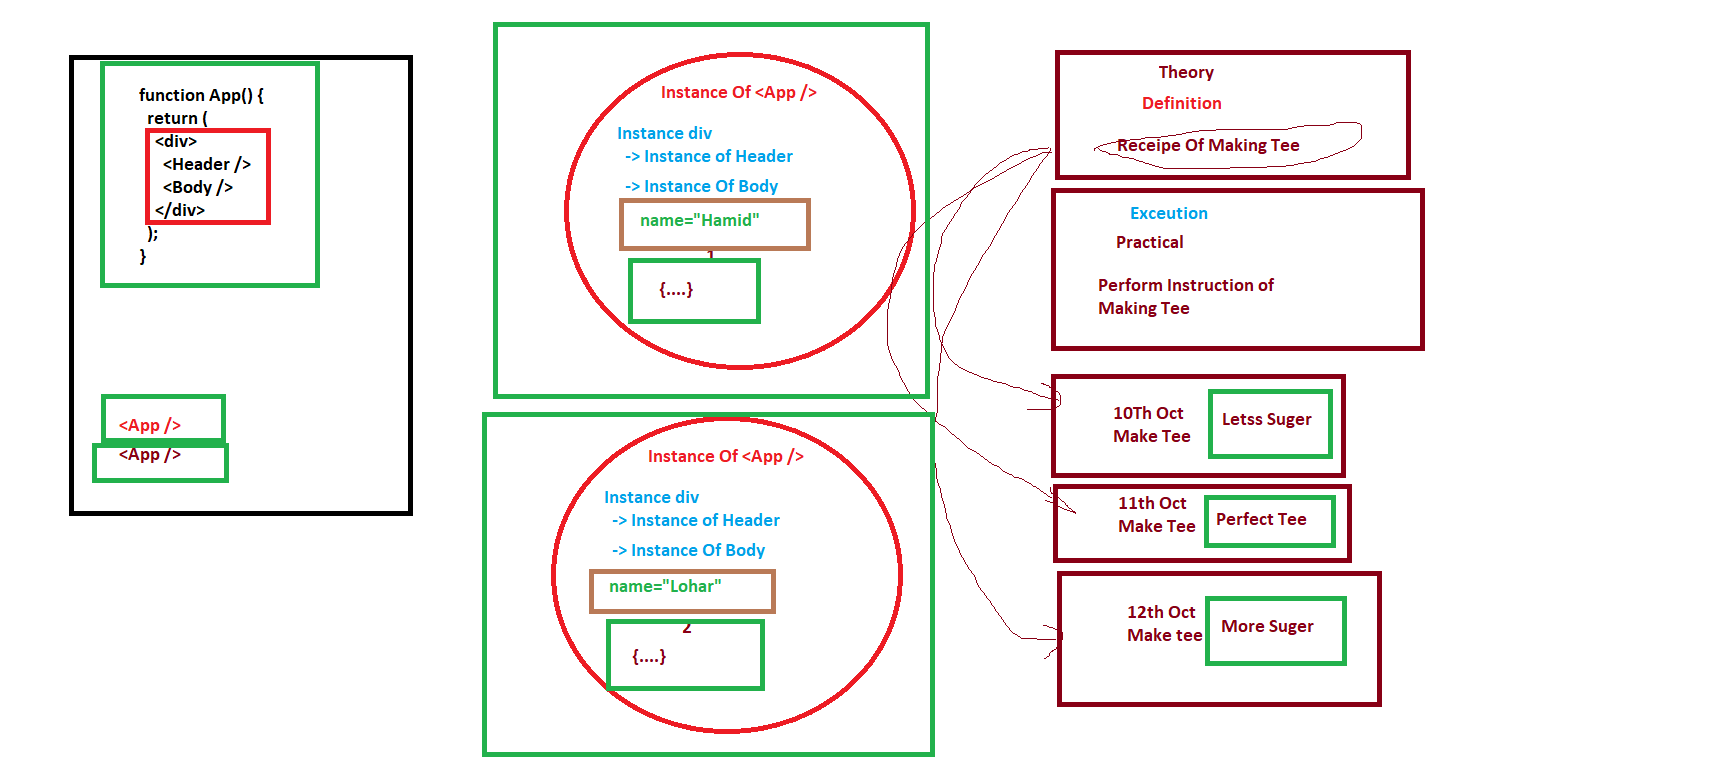 function App() {
return (
<div>
<Header />
<Body />
</div>
);
}
<App />
<App />
Instance Of <App />
Instance div
-> Instance of Header
-> Instance Of Body
name="Hamid"
1
{....}
Instance Of <App />
Instance div
-> Instance of Header
-> Instance Of Body
name="Lohar"
2
{....}
Theory
Definition
Receipe Of Making Tee
Exceution
Practical
Perform Instruction of
Making Tee
10Th Oct
Make Tee
Letss Suger
11th Oct
Make Tee
Perfect Tee
12th Oct
Make tee
More Suger